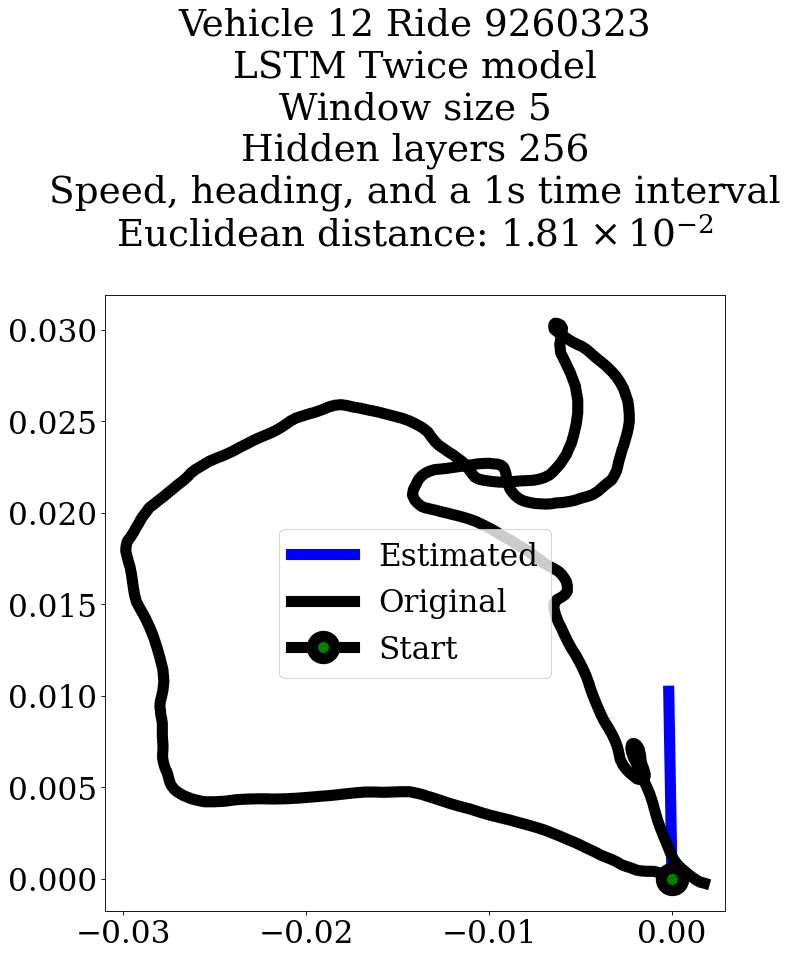 Vehicle 12 Ride 9260323
LSTM Twice model
Window size 5
Hidden layers 256
Speed, heading, and a 1s time interval
Euclidean distance: 1.81 × 10⁻²
0.030
0.025
0.020
0.015
0.010
0.005
0.000
Estimated
Original
Start
−0.03 −0.02 −0.01 0.00